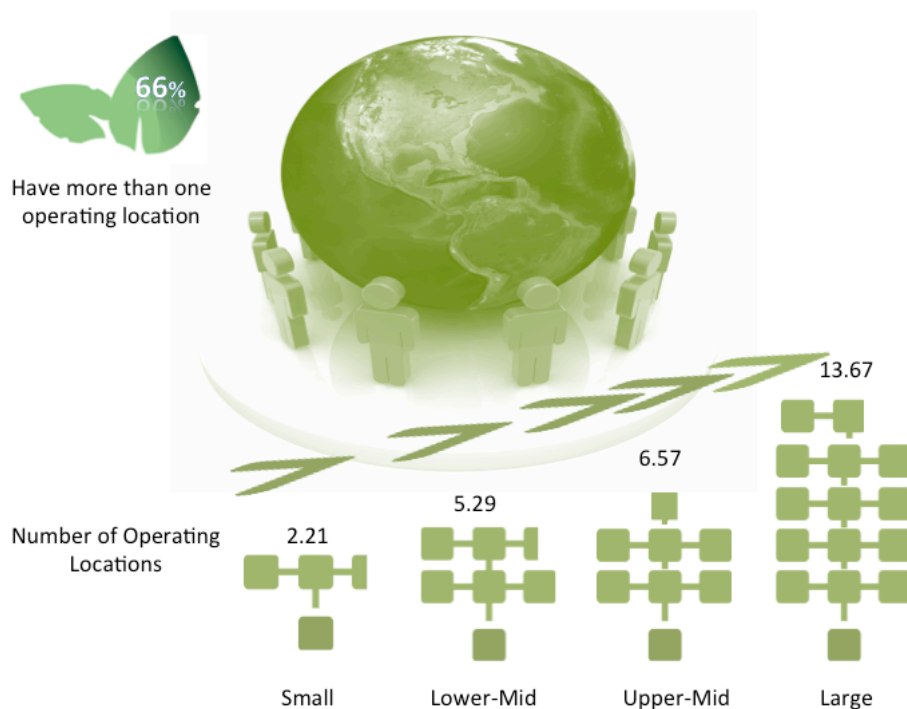 66%
Have more than one
operating location
13.67
6.57
5.29
2.21
Number of Operating
Locations
Small
Lower-Mid
Upper-Mid
Large